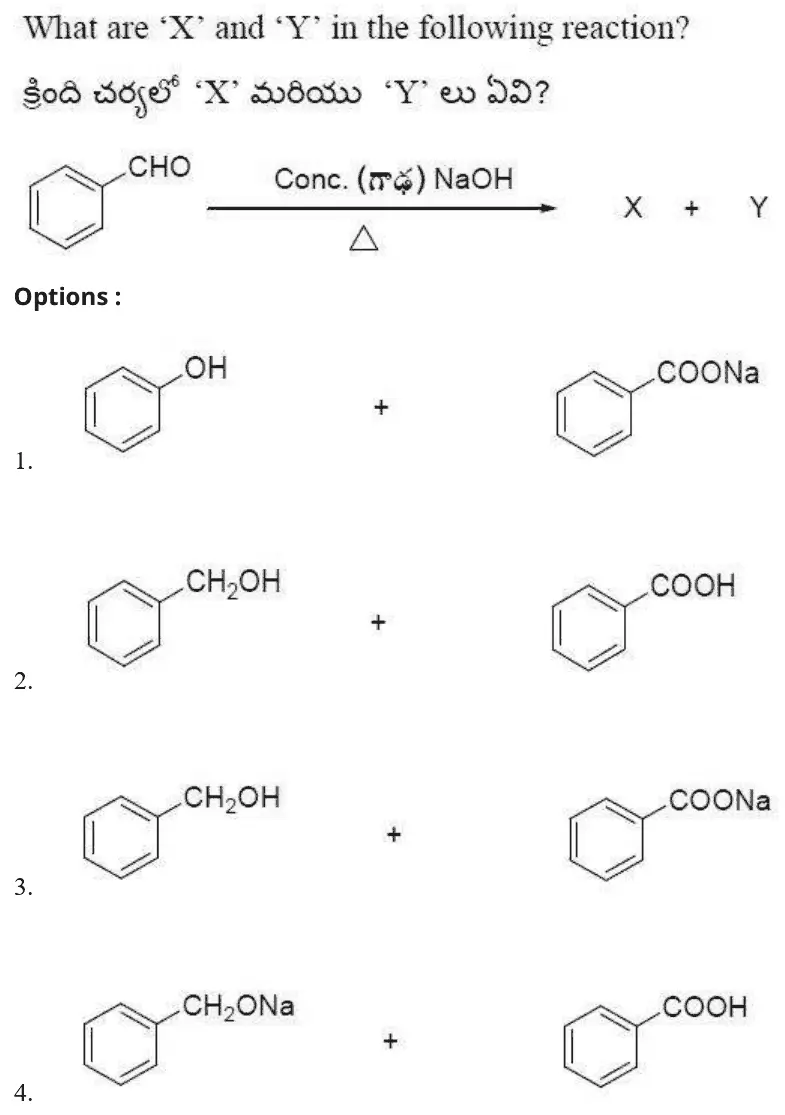 What are ‘X’ and ‘Y’ in the following reaction?
క్రింది చర్యలో ‘X’ మరియు ‘Y’ లు ఏవి?
CHO
Conc. (గాఢ) NaOH
X + Y
△
Options :
OH + COONa
1.
CH₂OH + COOH
2.
CH₂OH + COONa
3.
CH₂ONa + COOH
4.